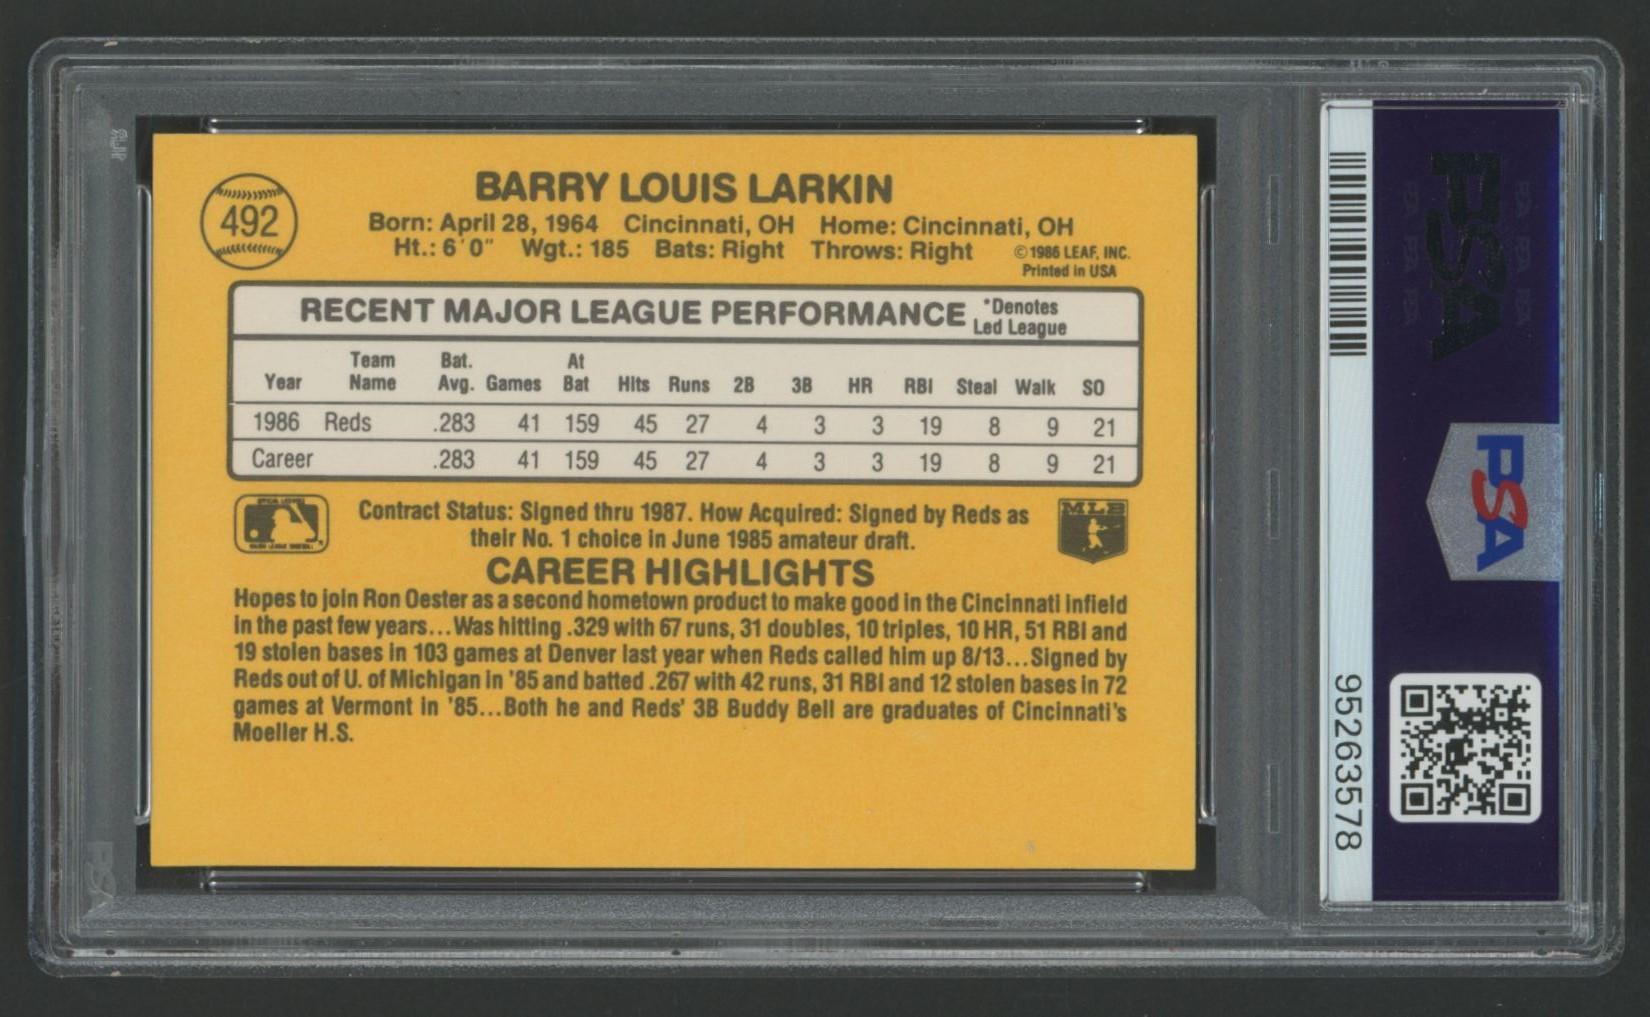 492
BARRY LOUIS LARKIN
Born: April 28, 1964 Cincinnati, OH Home: Cincinnati, OH
Ht.: 6'0" Wgt.: 185 Bats: Right Throws: Right
©1986 LEAF, INC.
Printed in USA
RECENT MAJOR LEAGUE PERFORMANCE *Denotes
Led League
Year Team Name Bat. Avg. Games At Bat Hits Runs 2B 3B HR RBI Steal Walk SO
1986 Reds .283 41 159 45 27 4 3 3 19 8 9 21
Career .283 41 159 45 27 4 3 3 19 8 9 21
Contract Status: Signed thru 1987. How Acquired: Signed by Reds as
their No. 1 choice in June 1985 amateur draft.
MLB
CAREER HIGHLIGHTS
Hopes to join Ron Oester as a second hometown product to make good in the Cincinnati infield
in the past few years...Was hitting .329 with 67 runs, 31 doubles, 10 triples, 10 HR, 51 RBI and
19 stolen bases in 103 games at Denver last year when Reds called him up 8/13...Signed by
Reds out of U. of Michigan in '85 and batted .267 with 42 runs, 31 RBI and 12 stolen bases in 72
games at Vermont in '85...Both he and Reds' 3B Buddy Bell are graduates of Cincinnati's
Moeller H.S.
PSA
PSA
95263578
PSA